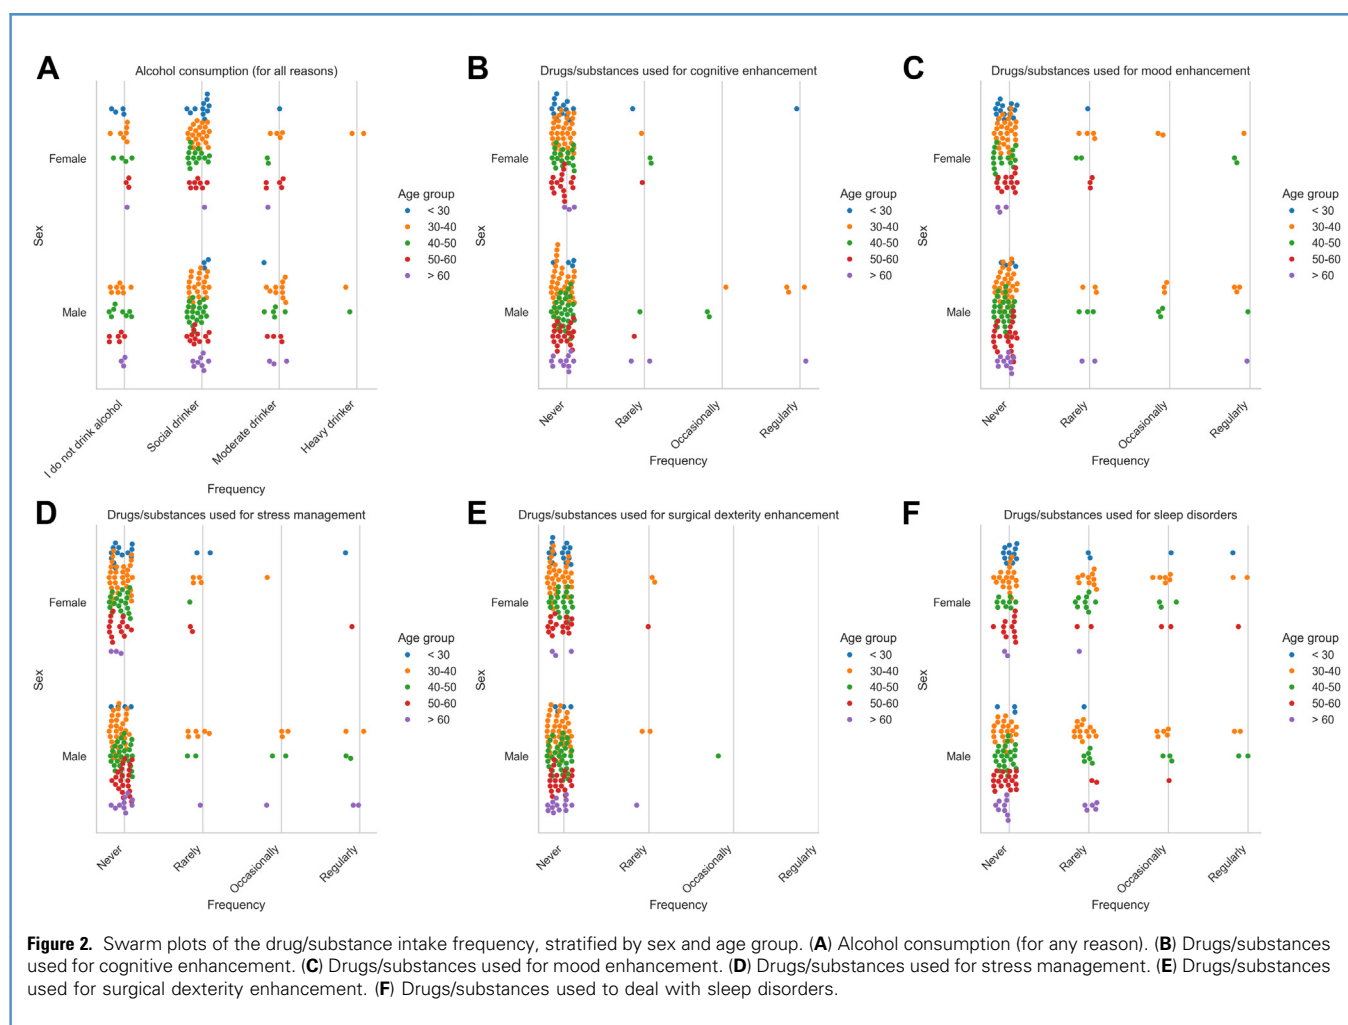 A
Alcohol consumption (for all reasons)
Female
Male
Sex
I do not drink alcohol
Social drinker
Moderate drinker
Heavy drinker
Frequency
Age group
< 30
30-40
40-50
50-60
> 60
B
Drugs/substances used for cognitive enhancement
Female
Male
Sex
Never
Rarely
Occasionally
Regularly
Frequency
Age group
< 30
30-40
40-50
50-60
> 60
C
Drugs/substances used for mood enhancement
Female
Male
Sex
Never
Rarely
Occasionally
Regularly
Frequency
Age group
< 30
30-40
40-50
50-60
> 60
D
Drugs/substances used for stress management
Female
Male
Sex
Never
Rarely
Occasionally
Regularly
Frequency
Age group
< 30
30-40
40-50
50-60
> 60
E
Drugs/substances used for surgical dexterity enhancement
Female
Male
Sex
Never
Rarely
Occasionally
Regularly
Frequency
Age group
< 30
30-40
40-50
50-60
> 60
F
Drugs/substances used for sleep disorders
Female
Male
Sex
Never
Rarely
Occasionally
Regularly
Frequency
Age group
< 30
30-40
40-50
50-60
> 60
Figure 2. Swarm plots of the drug/substance intake frequency, stratified by sex and age group. (A) Alcohol consumption (for any reason). (B) Drugs/substances
used for cognitive enhancement. (C) Drugs/substances used for mood enhancement. (D) Drugs/substances used for stress management. (E) Drugs/substances
used for surgical dexterity enhancement. (F) Drugs/substances used to deal with sleep disorders.